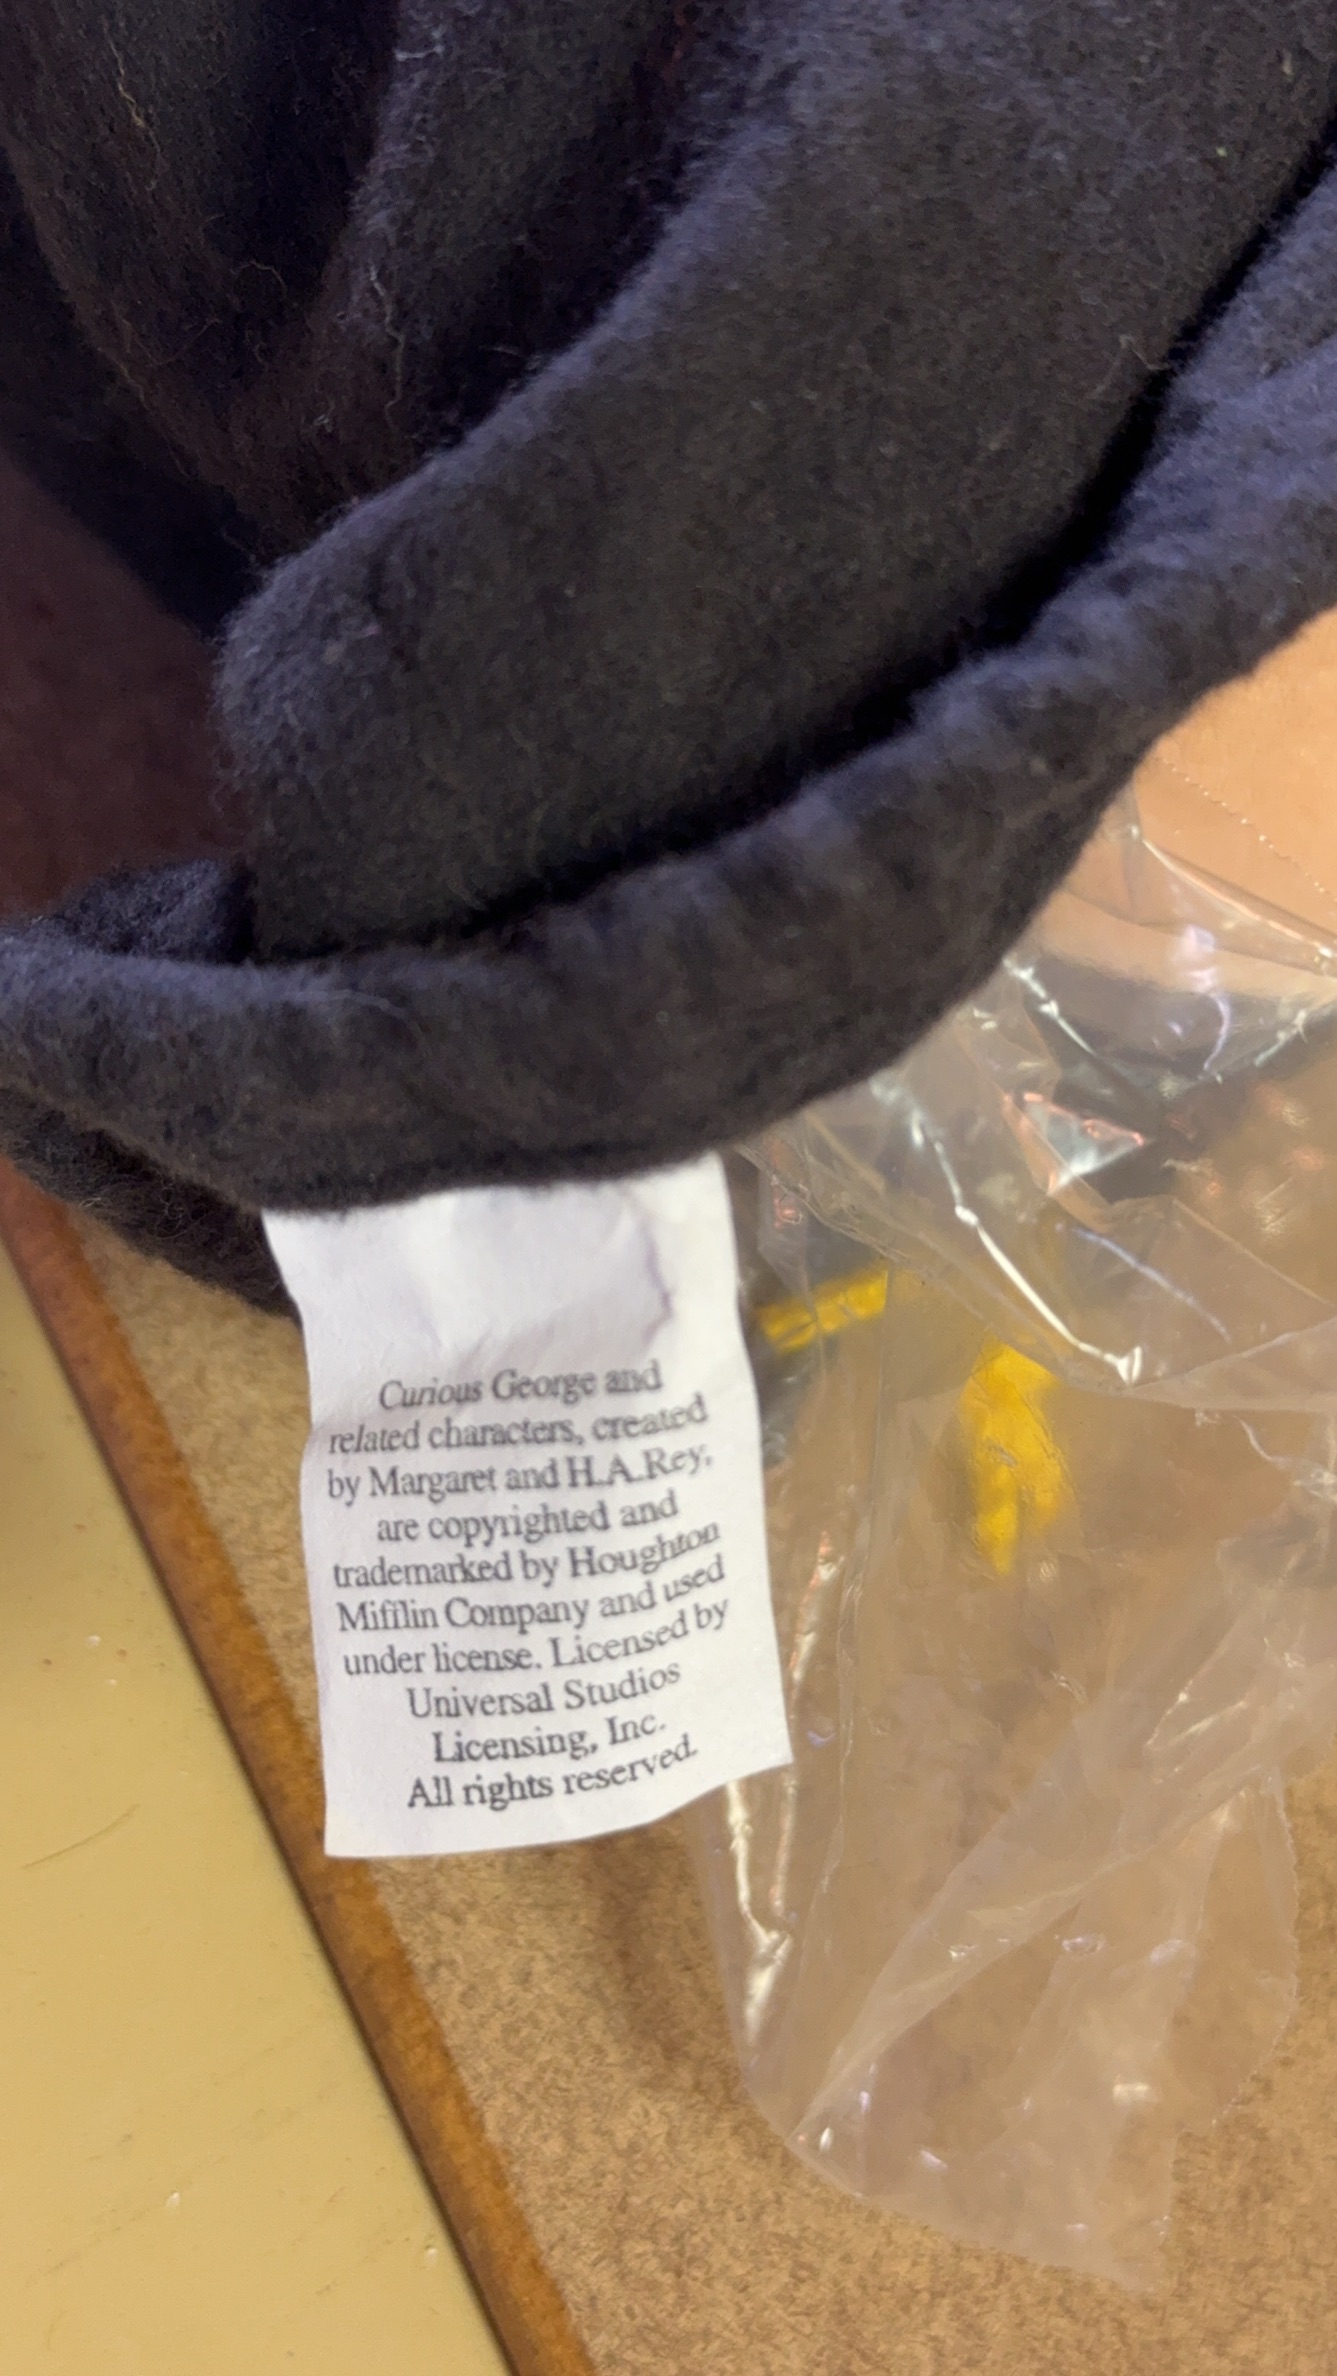 Curious George and
related characters, created
by Margaret and H.A.Rey,
are copyrighted and
trademarked by Houghton
Mifflin Company and used
under license. Licensed by
Universal Studios
Licensing, Inc.
All rights reserved.